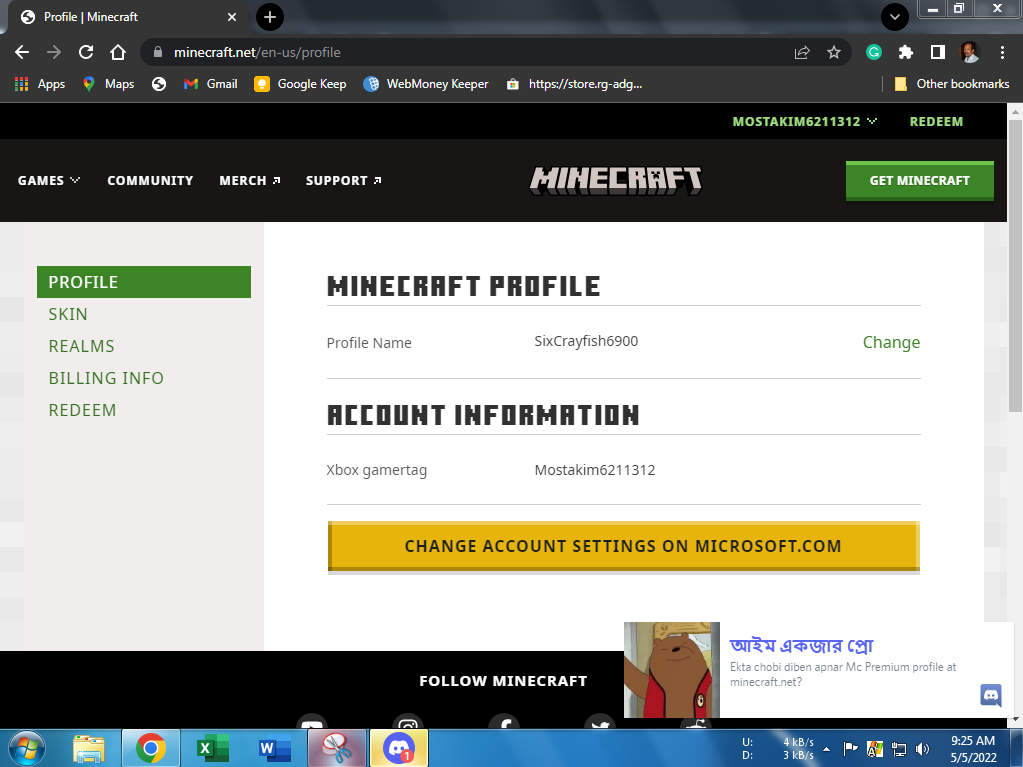 Profile | Minecraft
minecraft.net/en-us/profile
Apps Maps Gmail Google Keep WebMoney Keeper https://store.rg-adg... Other bookmarks
MOSTAKIM6211312 REDEEM
GAMES COMMUNITY MERCH SUPPORT MINECRAFT GET MINECRAFT
PROFILE
SKIN
REALMS
BILLING INFO
REDEEM
MINECRAFT PROFILE
Profile Name SixCrayfish6900 Change
ACCOUNT INFORMATION
Xbox gamertag Mostakim6211312
CHANGE ACCOUNT SETTINGS ON MICROSOFT.COM
আইম একজার প্রো
Ekta chobi diben apnar Mc Premium profile at
minecraft.net?
FOLLOW MINECRAFT
1
U: 4 kB/s
D: 3 kB/s
9:25 AM
5/5/2022